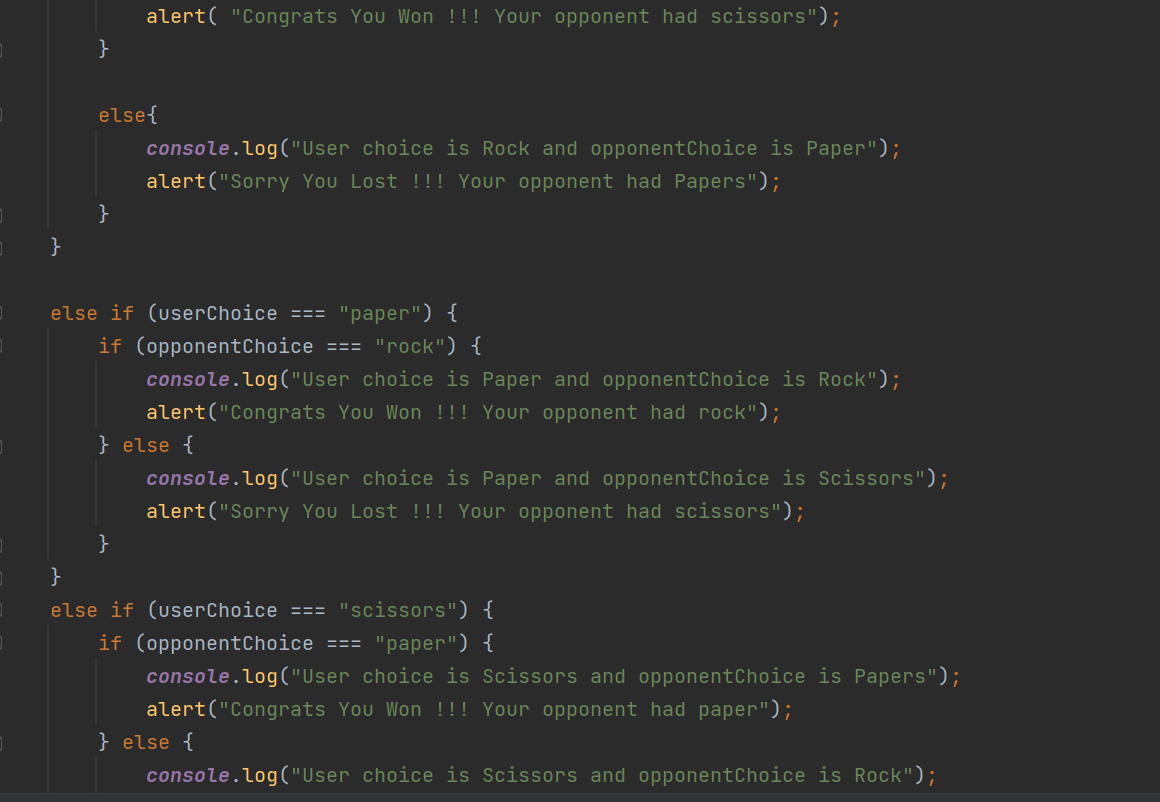 alert( "Congrats You Won !!! Your opponent had scissors");
}
else{
console.log("User choice is Rock and opponentChoice is Paper");
alert("Sorry You Lost !!! Your opponent had Papers");
}
}
else if (userChoice === "paper") {
if (opponentChoice === "rock") {
console.log("User choice is Paper and opponentChoice is Rock");
alert("Congrats You Won !!! Your opponent had rock");
} else {
console.log("User choice is Paper and opponentChoice is Scissors");
alert("Sorry You Lost !!! Your opponent had scissors");
}
}
else if (userChoice === "scissors") {
if (opponentChoice === "paper") {
console.log("User choice is Scissors and opponentChoice is Papers");
alert("Congrats You Won !!! Your opponent had paper");
} else {
console.log("User choice is Scissors and opponentChoice is Rock");